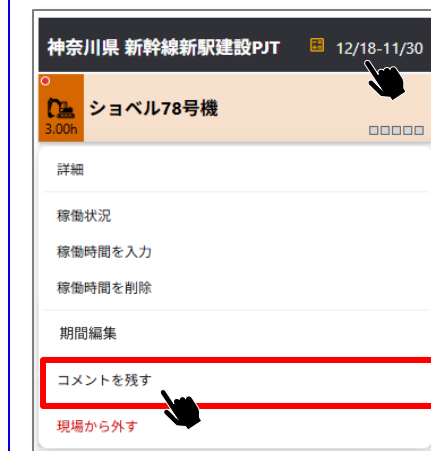 神奈川県 新幹線新駅建設PJT 12/18-11/30
ショベル78号機
3.00h
詳細
稼働状況
稼働時間を入力
稼働時間を削除
期間編集
コメントを残す
現場から外す